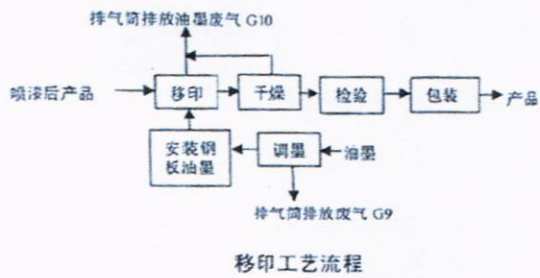 排气筒排放油墨废气 G10
喷漆后产品
移印
干燥
检验
包装
产品
安装钢
板油墨
调墨
油墨
排气筒排放废气 G9
移印工艺流程